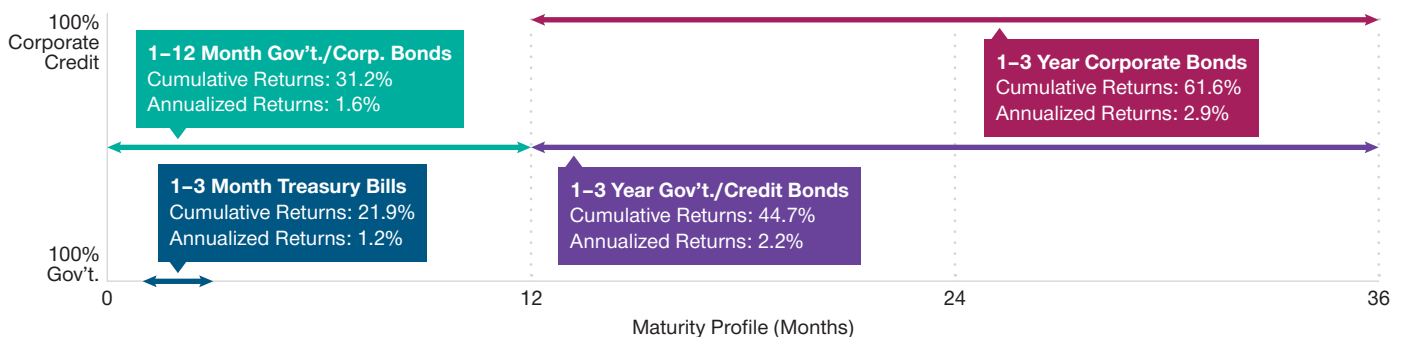 100%
Corporate
Credit
1–12 Month Gov't./Corp. Bonds
Cumulative Returns: 31.2%
Annualized Returns: 1.6%
1–3 Year Corporate Bonds
Cumulative Returns: 61.6%
Annualized Returns: 2.9%
1–3 Month Treasury Bills
Cumulative Returns: 21.9%
Annualized Returns: 1.2%
1–3 Year Gov't./Credit Bonds
Cumulative Returns: 44.7%
Annualized Returns: 2.2%
100%
Gov't.
0
12
24
36
Maturity Profile (Months)